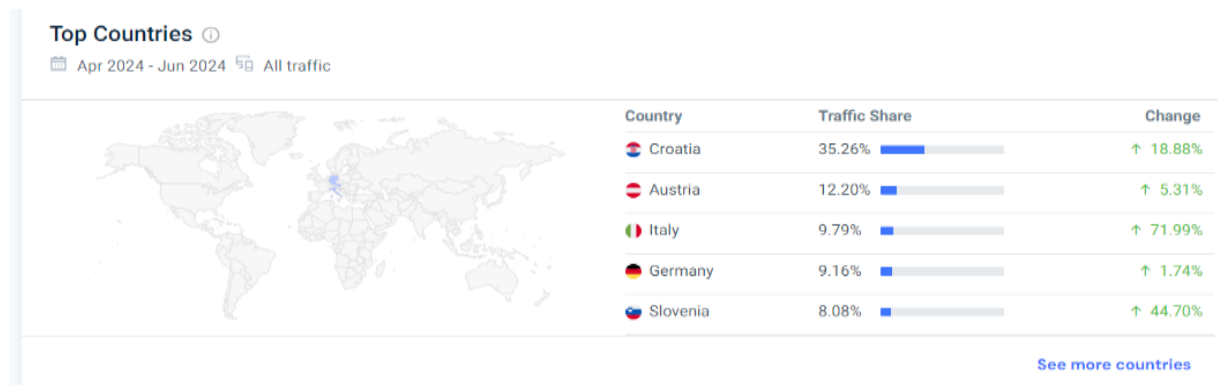 Top Countries
Apr 2024 - Jun 2024 All traffic
Country Traffic Share Change
Croatia 35.26% ↑ 18.88%
Austria 12.20% ↑ 5.31%
Italy 9.79% ↑ 71.99%
Germany 9.16% ↑ 1.74%
Slovenia 8.08% ↑ 44.70%
See more countries